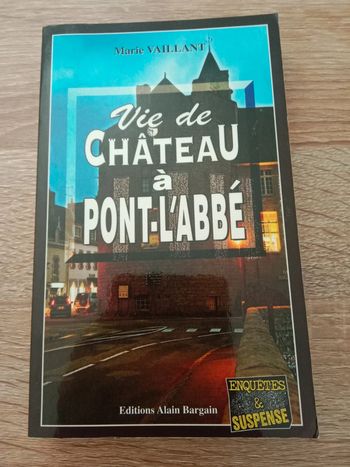 Marie VAILLANT
Vie de
CHÂTEAU
à
PONT-L'ABBÉ
Editions Alain Bargain
ENQUÊTES
& 
SUSPENSE